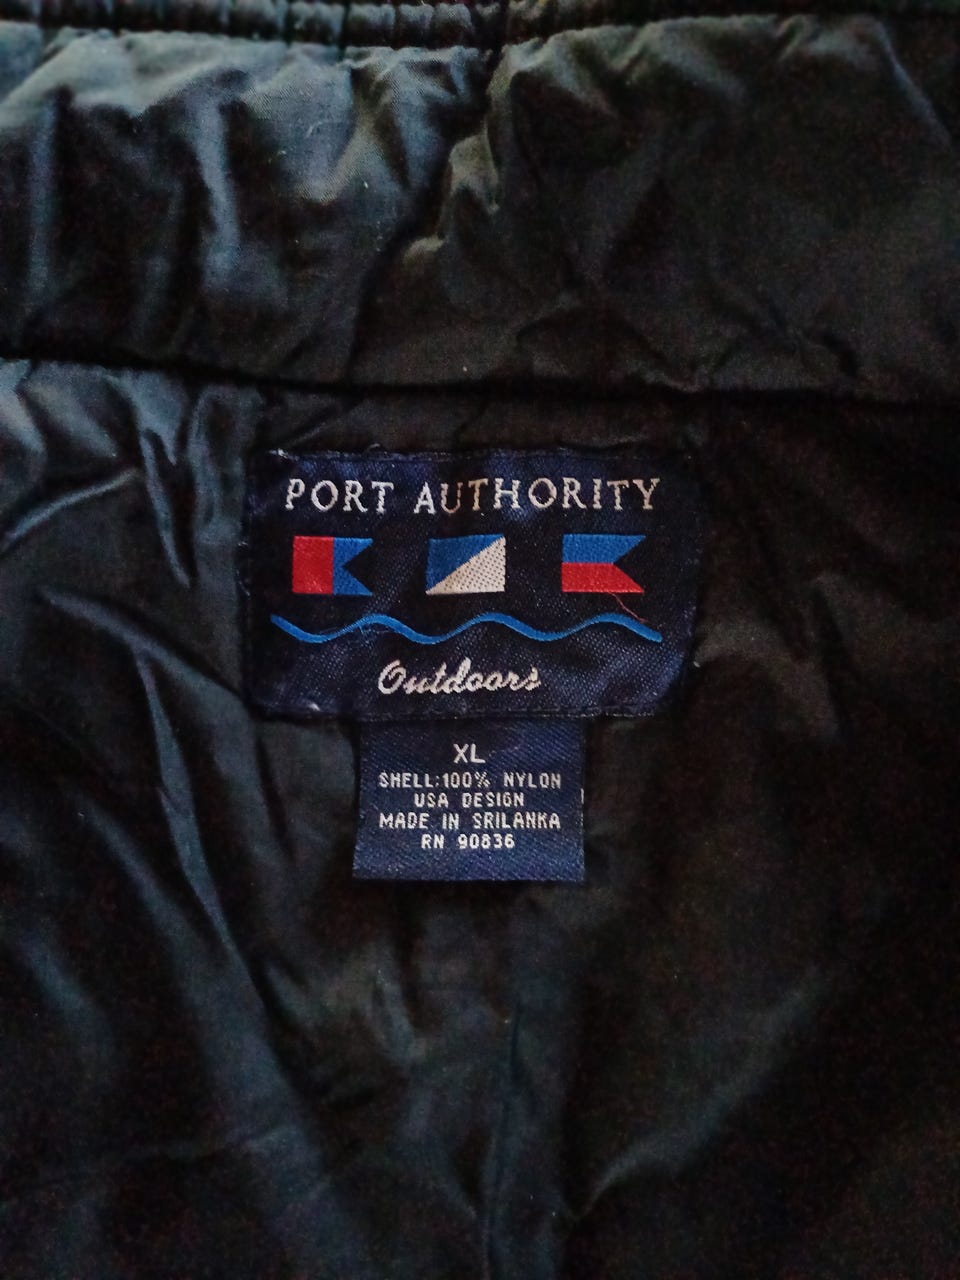 PORT AUTHORITY
Outdoors
XL
SHELL:100% NYLON
USA DESIGN
MADE IN SRILANKA
RN 90836